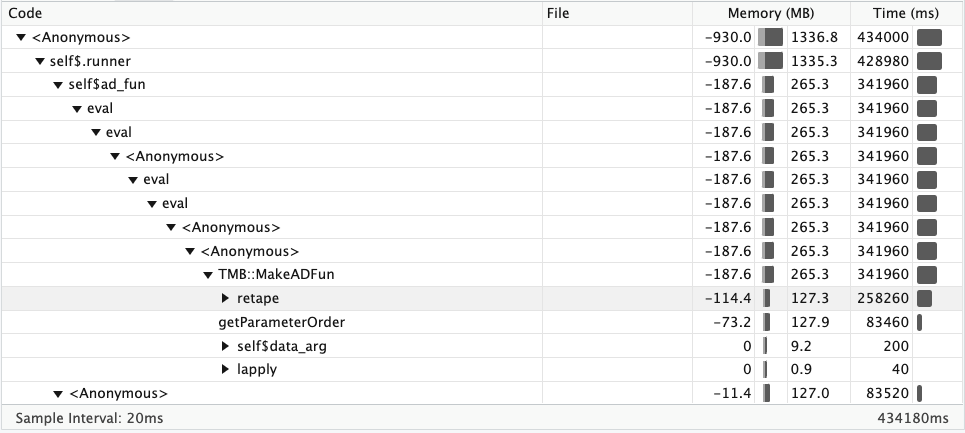 Code File Memory (MB) Time (ms)
▼ <Anonymous> −930.0 1336.8 434000
▼ self$.runner −930.0 1335.3 428980
▼ self$ad_fun −187.6 265.3 341960
▼ eval −187.6 265.3 341960
▼ eval −187.6 265.3 341960
▼ <Anonymous> −187.6 265.3 341960
▼ eval −187.6 265.3 341960
▼ eval −187.6 265.3 341960
▼ <Anonymous> −187.6 265.3 341960
▼ <Anonymous> −187.6 265.3 341960
▼ TMB::MakeADFun −187.6 265.3 341960
▶ retape −114.4 127.3 258260
getParameterOrder −73.2 127.9 83460
▶ self$data_arg 0 9.2 200
▶ lapply 0 0.9 40
▼ <Anonymous> −11.4 127.0 83520
Sample Interval: 20ms 434180ms